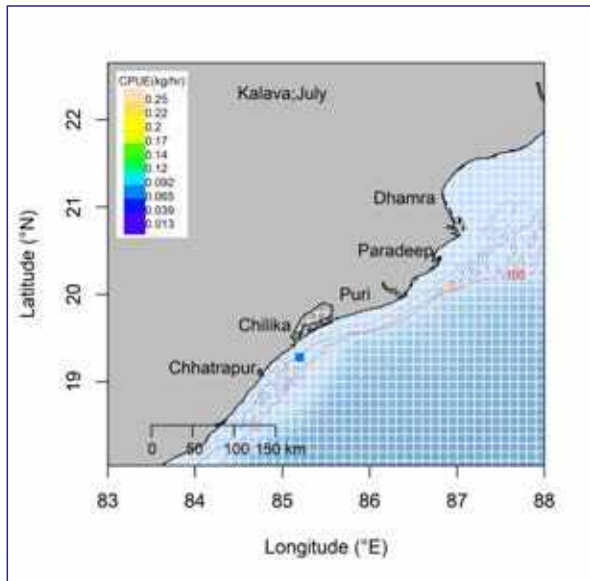 CPUE(kg/hr)
0.25
0.22
0.2
0.17
0.14
0.12
0.092
0.065
0.039
0.013
Kalava;July
Dhamra
Paradeep
Puri
Chilika
Chhatrapur
100
0 50 100 150 km
22
21
20
19
Latitude (°N)
83 84 85 86 87 88
Longitude (°E)